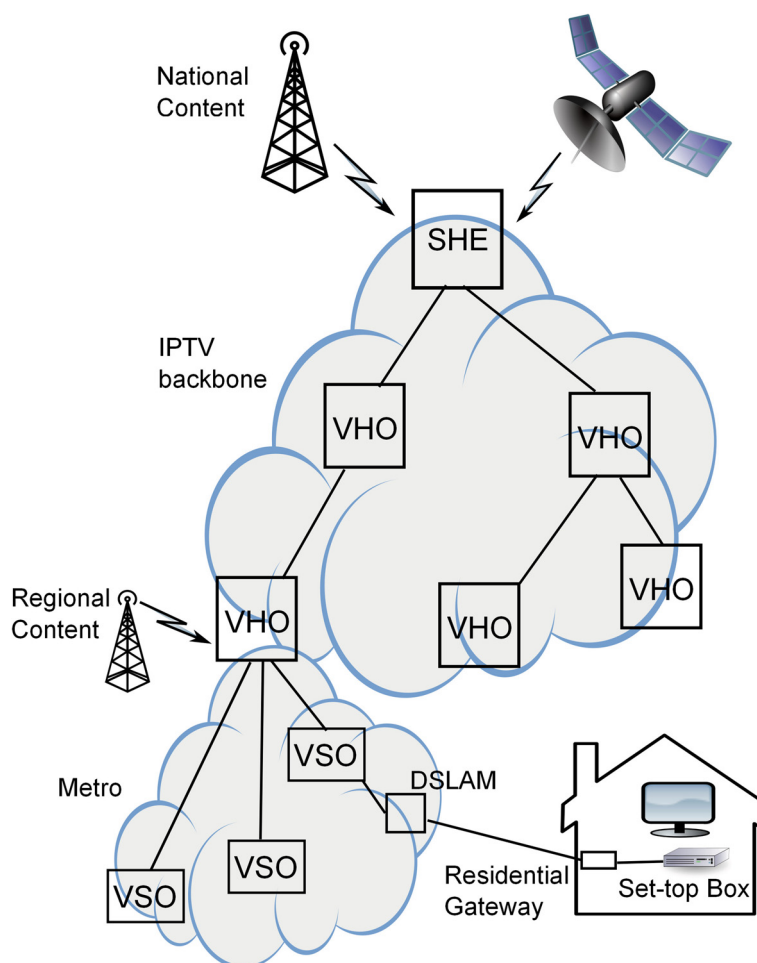 National
Content
SHE
IPTV
backbone
VHO
VHO
VHO
VHO
VHO
Regional
Content
Metro
VSO
DSLAM
VSO
VSO
Residential
Gateway
Set-top Box